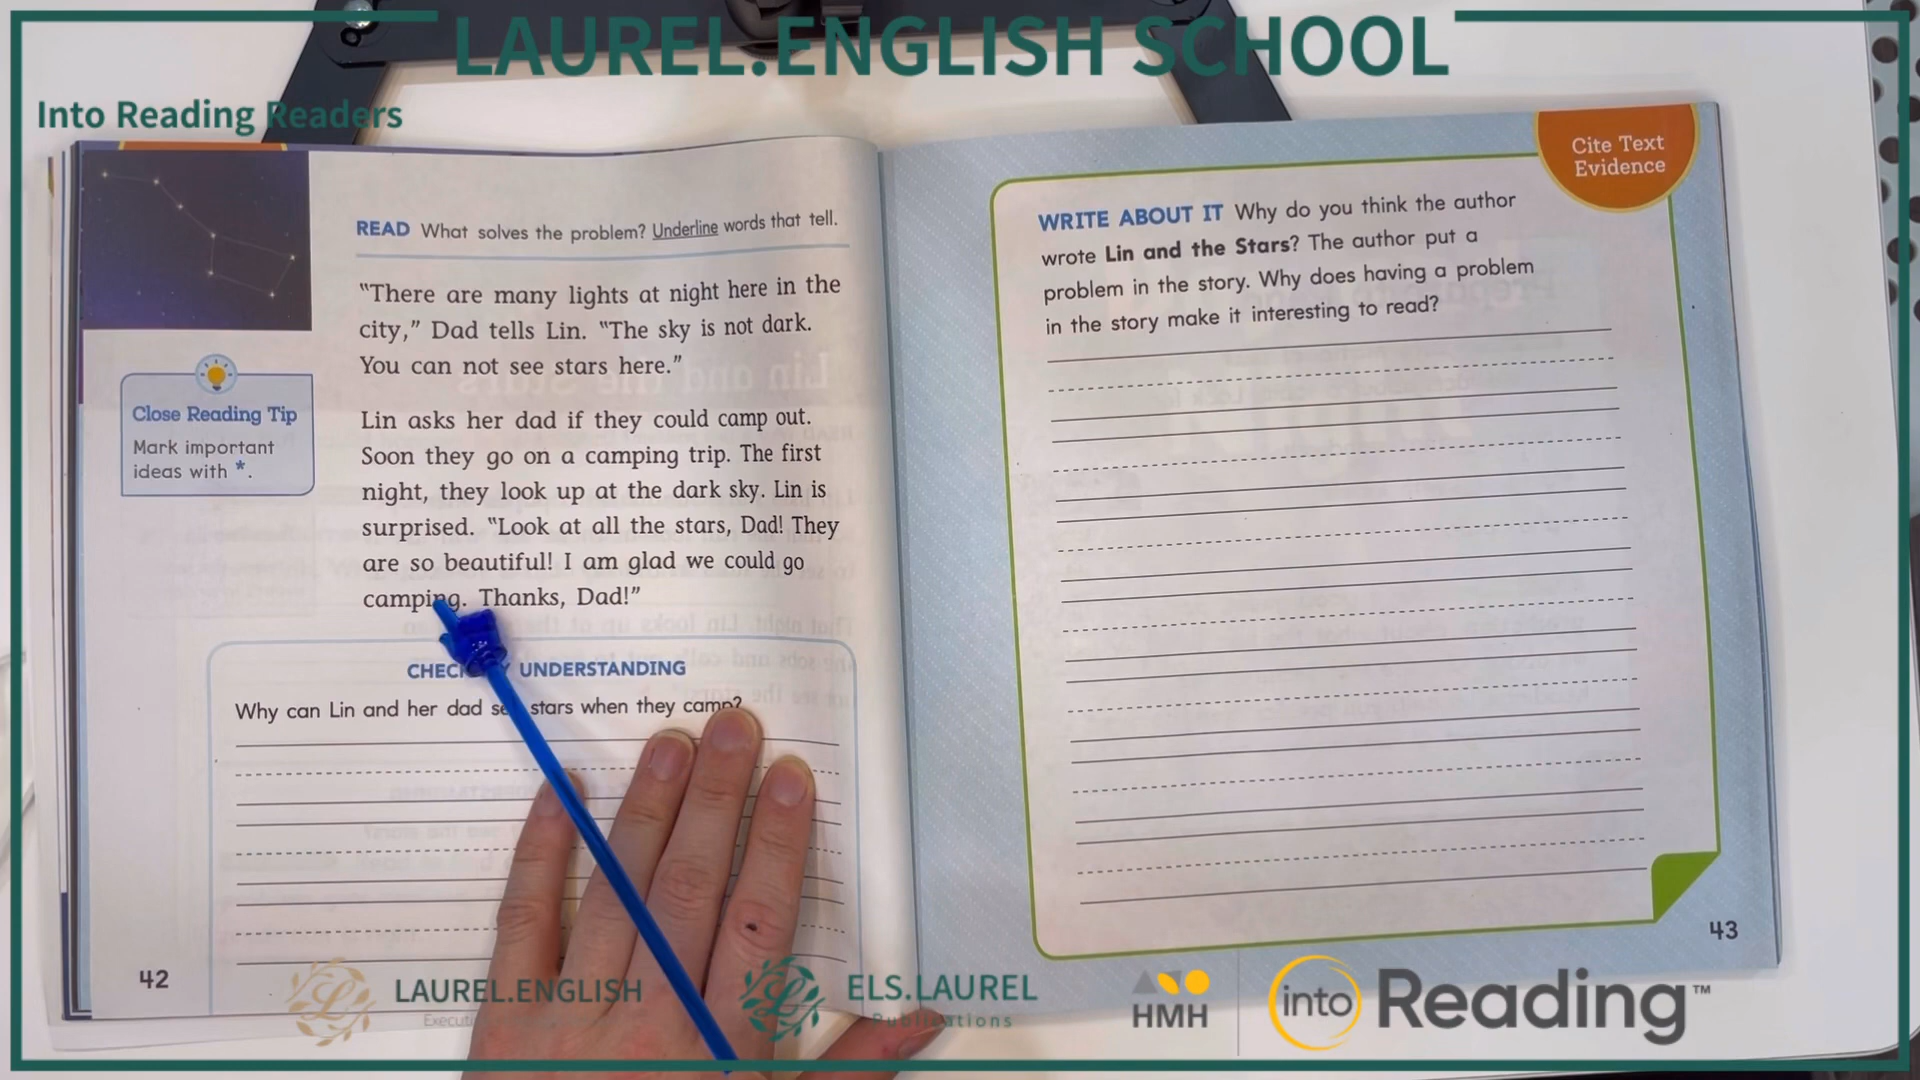 LAUREL.ENGLISH SCHOOL
Into Reading Readers
READ What solves the problem? Underline words that tell.
"There are many lights at night here in the
city," Dad tells Lin. "The sky is not dark.
You can not see stars here."
Lin asks her dad if they could camp out.
Soon they go on a camping trip. The first
night, they look up at the dark sky. Lin is
surprised. "Look at all the stars, Dad! They
are so beautiful! I am glad we could go
camping. Thanks, Dad!"
Close Reading Tip
Mark important
ideas with *.
UNDERSTANDING
Why can Lin and her dad see stars when they camp?
42
Cite Text
Evidence
WRITE ABOUT IT Why do you think the author
wrote Lin and the Stars? The author put a
problem in the story. Why does having a problem
in the story make it interesting to read?
43
LAUREL.ENGLISH
ELS.LAUREL
Publications
HMH
into Reading™